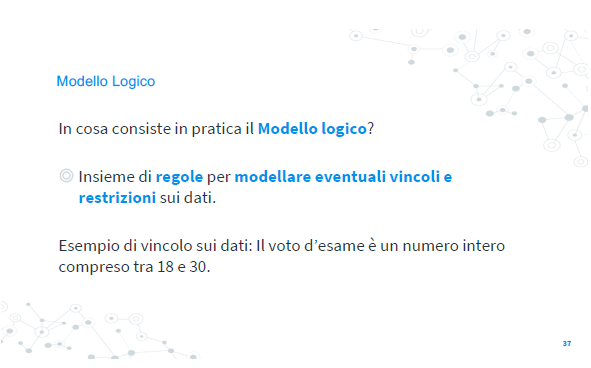 Modello Logico
In cosa consiste in pratica il Modello logico?
Insieme di regole per modellare eventuali vincoli e
restrizioni sui dati.
Esempio di vincolo sui dati: Il voto d’esame è un numero intero
compreso tra 18 e 30.
37